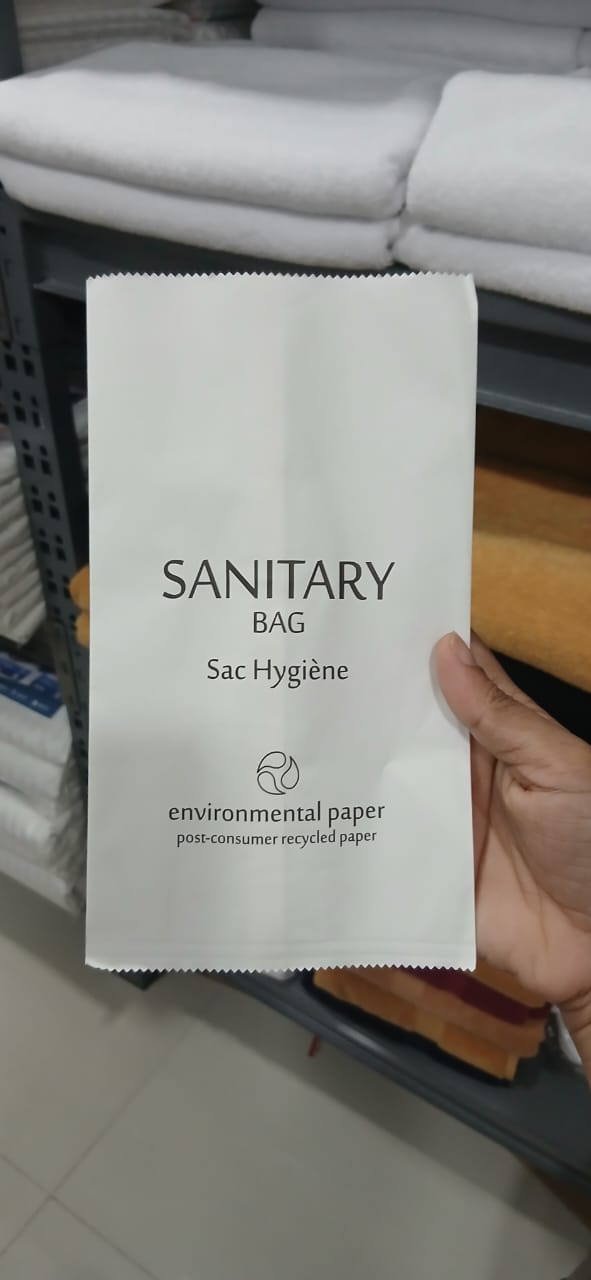 SANITARY
BAG
Sac Hygiène
environmental paper
post-consumer recycled paper